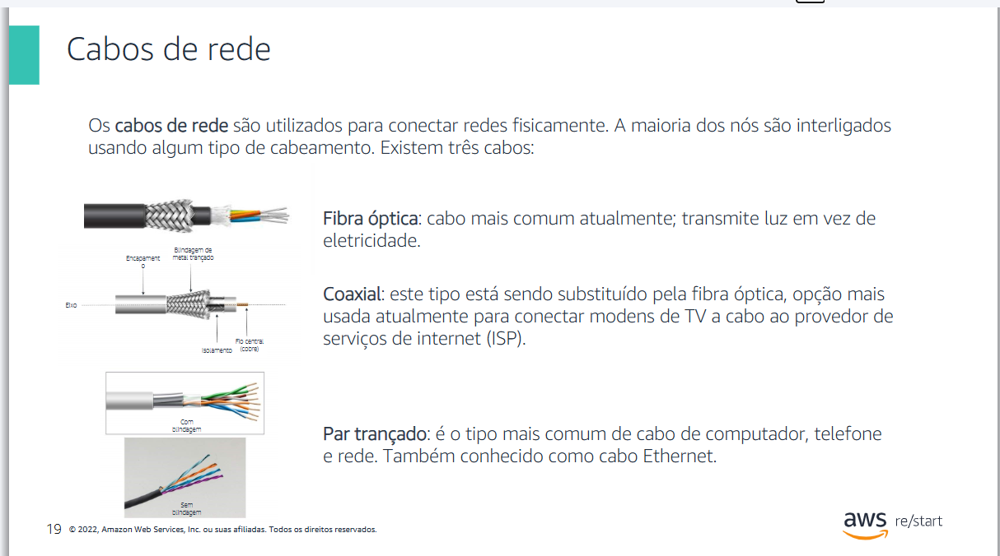 Cabos de rede
Os cabos de rede são utilizados para conectar redes fisicamente. A maioria dos nós são interligados
usando algum tipo de cabeamento. Existem três cabos:
Fibra óptica: cabo mais comum atualmente; transmite luz em vez de
eletricidade.
Encapament
o
Blindagem de
metal trançado
Eixo
Isolamento
Fio central
(cobre)
Coaxial: este tipo está sendo substituído pela fibra óptica, opção mais
usada atualmente para conectar modens de TV a cabo ao provedor de
serviços de internet (ISP).
Com
blindagem
Par trançado: é o tipo mais comum de cabo de computador, telefone
e rede. Também conhecido como cabo Ethernet.
Sem
blindagem
19 © 2022, Amazon Web Services, Inc. ou suas afiliadas. Todos os direitos reservados.
aws re/start